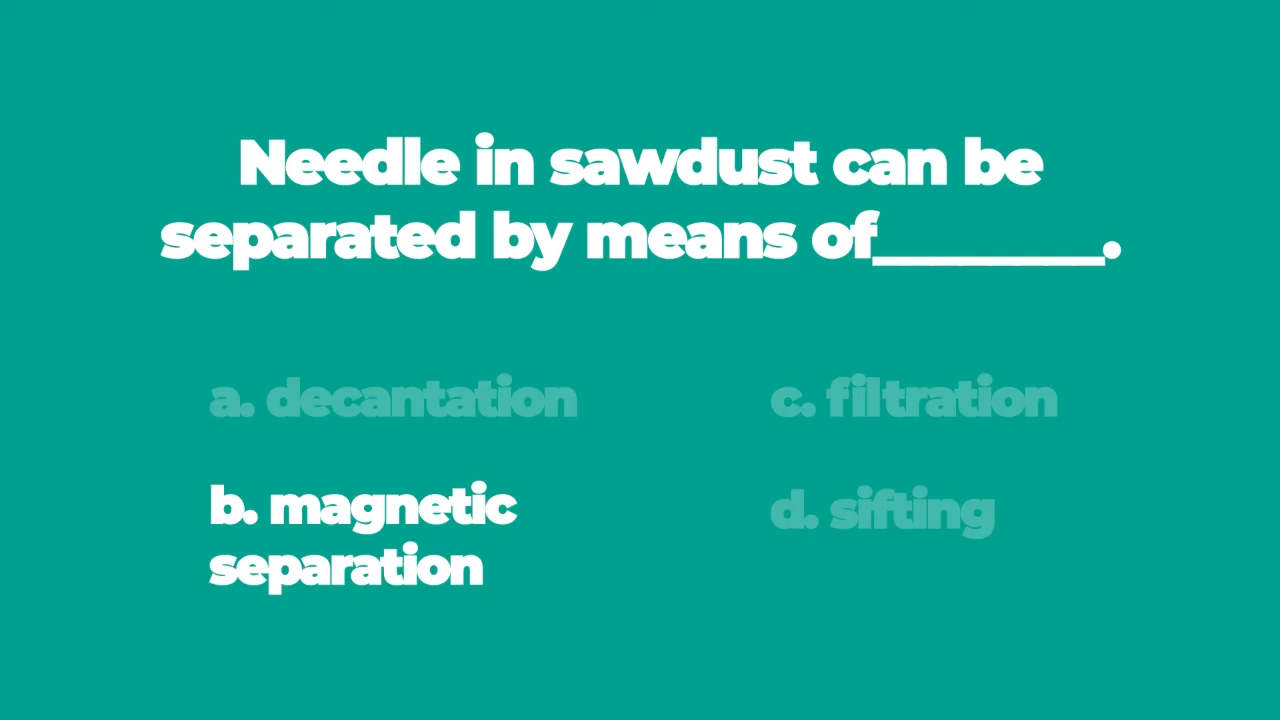 Needle in sawdust can be
separated by means of________.
a. decantation
b. magnetic
separation
c. filtration
d. sifting